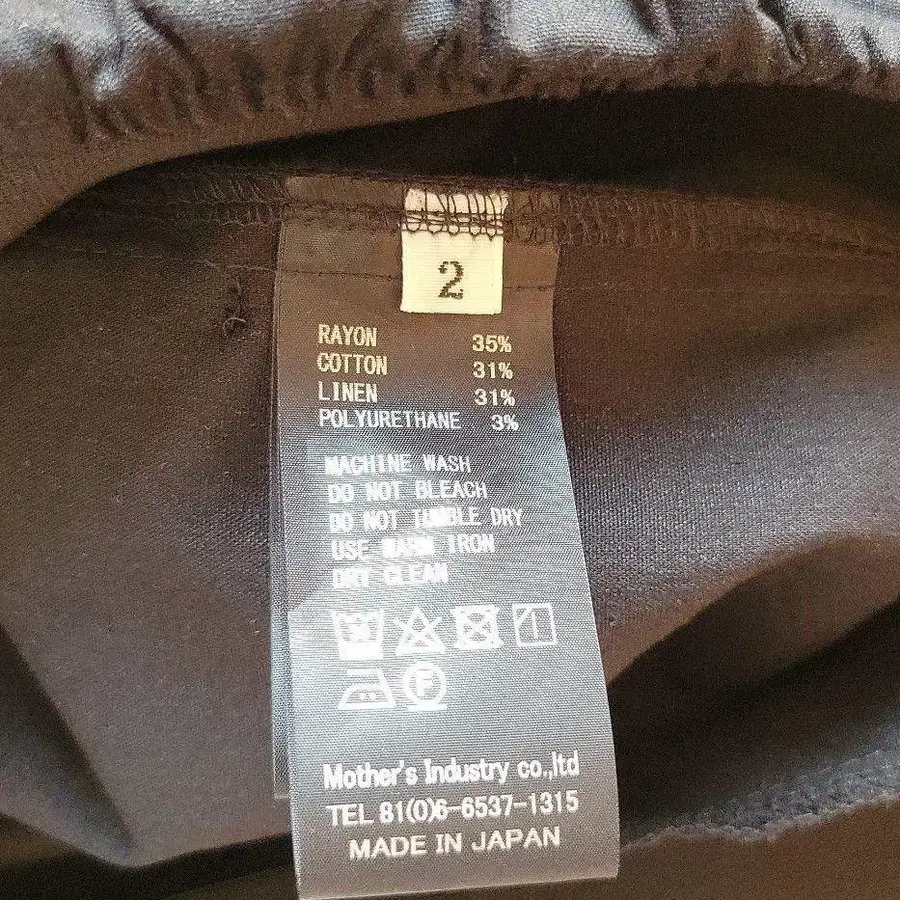 2
RAYON 35%
COTTON 31%
LINEN 31%
POLYURETHANE 3%
MACHINE WASH
DO NOT BLEACH
DO NOT TUMBLE DRY
USE WARM IRON
DRY CLEAN
F
Mother's Industry co.,ltd
TEL 81(0)6-6537-1315
MADE IN JAPAN